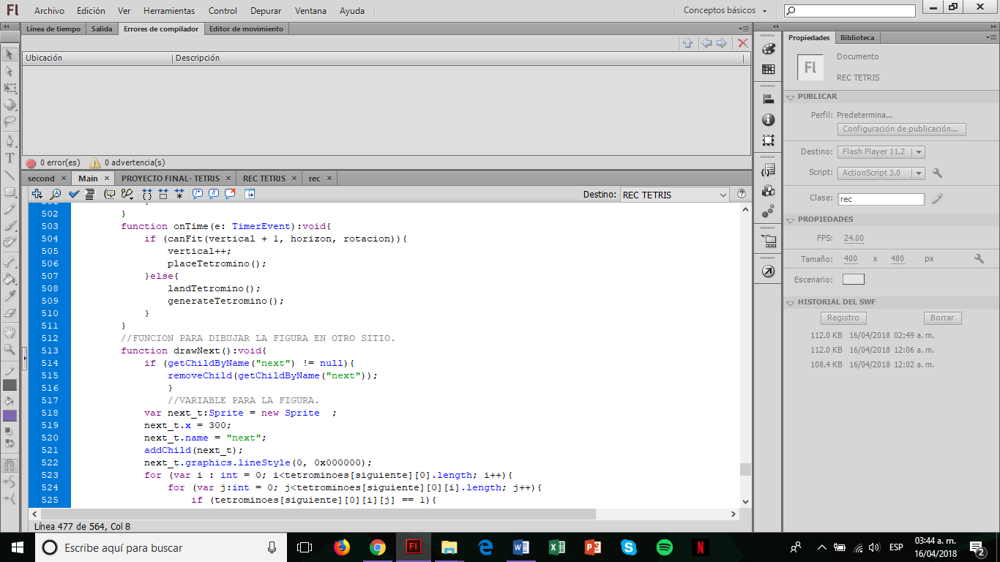 Fl Archivo Edición Ver Herramientas Control Depurar Ventana Ayuda Conceptos básicos
Línea de tiempo Salida Errores de compilador Editor de movimiento
Ubicación Descripción
0 error(es) 0 advertencia(s)
second × Main × PROYECTO FINAL- TETRIS × REC TETRIS × rec ×
Destino: REC TETRIS
502 }
503 function onTime(e: TimerEvent):void{
504 if (canFit(vertical + 1, horizon, rotacion)){
505 vertical++;
506 placeTetromino();
507 }else{
508 landTetromino();
509 generateTetromino();
510 }
511 }
512 //FUNCION PARA DIBUJAR LA FIGURA EN OTRO SITIO.
513 function drawNext():void{
514 if (getChildByName("next") != null){
515 removeChild(getChildByName("next"));
516 }
517 //VARIABLE PARA LA FIGURA.
518 var next_t:Sprite = new Sprite ;
519 next_t.x = 300;
520 next_t.name = "next";
521 addChild(next_t);
522 next_t.graphics.lineStyle(0, 0x000000);
523 for (var i : int = 0; i<tetrominoes[siguiente][0].length; i++){
524 for (var j:int = 0; j<tetrominoes[siguiente][0][i].length; j++){
525 if (tetrominoes[siguiente][0][i][j] == 1){
Línea 477 de 564, Col 8
Propiedades Biblioteca
Fl Documento
REC TETRIS
PUBLICAR
Perfil: Predetermina...
Configuración de publicación...
Destino: Flash Player 11.2
Script: ActionScript 3.0
Clase: rec
PROPIEDADES
FPS: 24.00
Tamaño: 400 x 480 px
Escenario:
HISTORIAL DEL SWF
Registro Borrar
112.0 KB 16/04/2018 02:49 a. m.
112.0 KB 16/04/2018 12:06 a. m.
108.4 KB 16/04/2018 12:02 a. m.
Escribe aquí para buscar
ESP 03:44 a. m.
16/04/2018
2